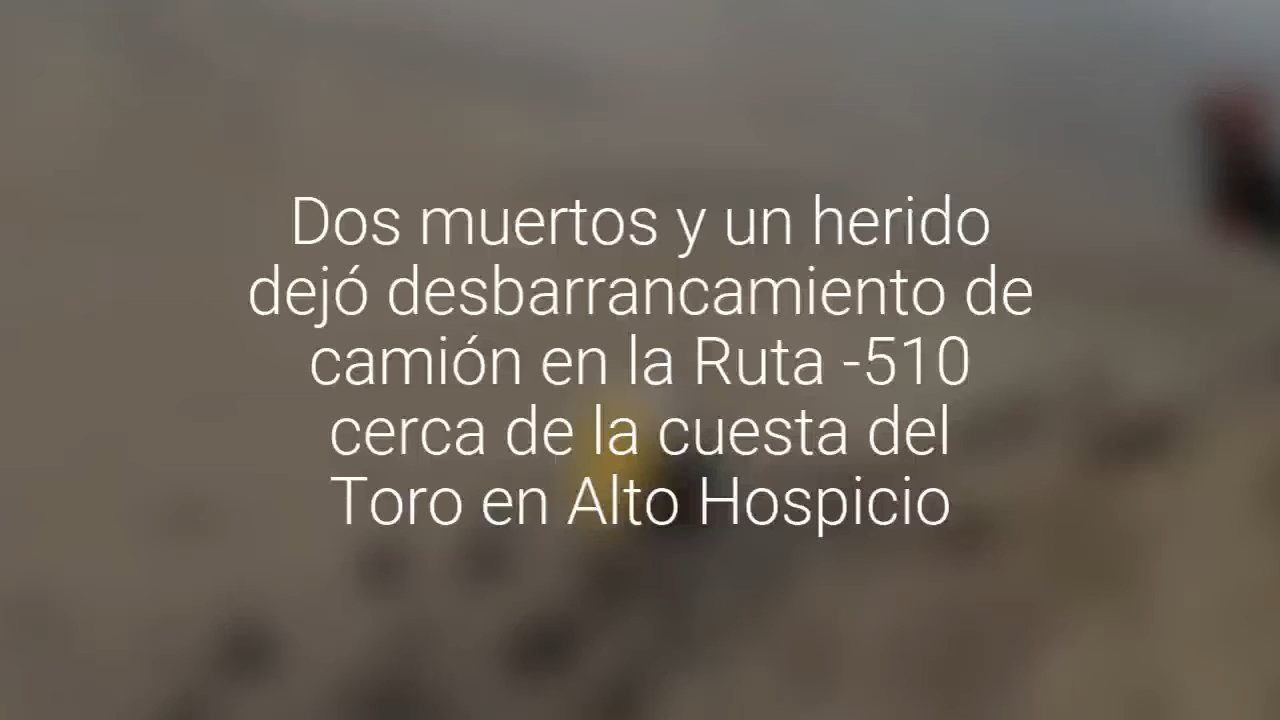 Dos muertos y un herido
dejó desbarrancamiento de
camión en la Ruta -510
cerca de la cuesta del
Toro en Alto Hospicio